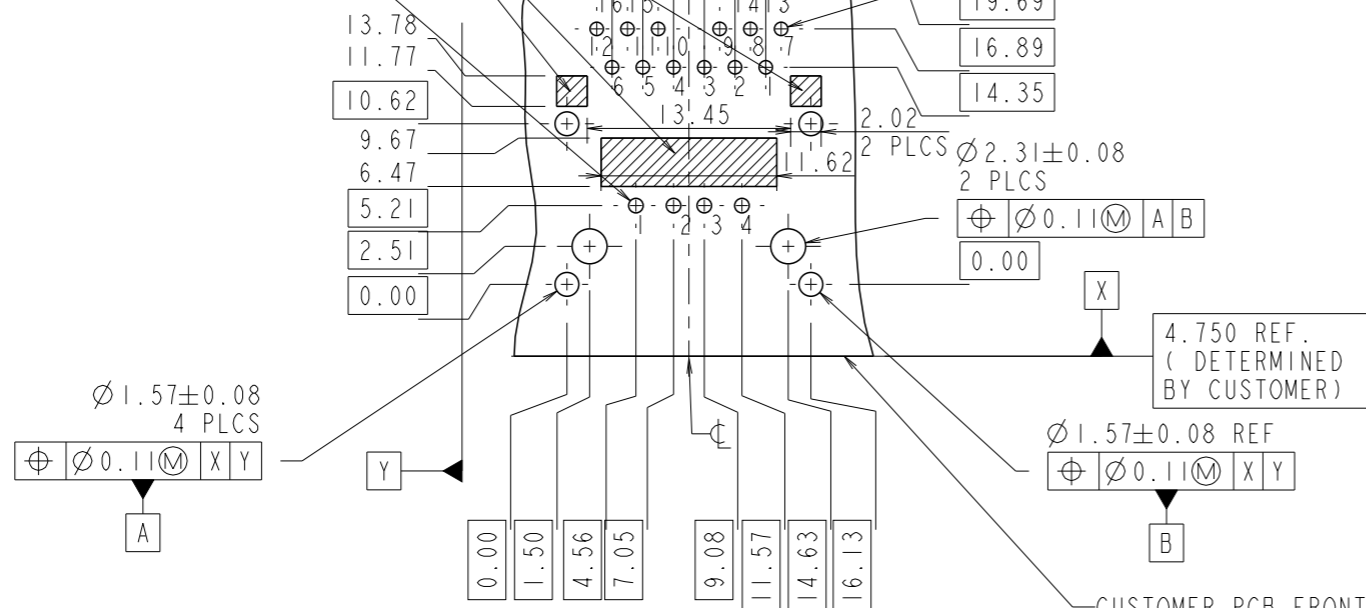 16 15 14 13
19.69
13.78
16.89
12 11 10 9 8 7
11.77
14.35
6 5 4 3 2 1
10.62
13.45
2.02
2 PLCS
9.67
Ø2.31±0.08
2 PLCS
11.62
6.47
5.21
⌖ Ø0.11Ⓜ A B
1 2 3 4
2.51
0.00
0.00
X
4.750 REF.
( DETERMINED
BY CUSTOMER)
Ø1.57±0.08
4 PLCS
⌖ Ø0.11Ⓜ X Y
A
Y
℄
Ø1.57±0.08 REF
⌖ Ø0.11Ⓜ X Y
B
0.00
1.50
4.56
7.05
9.08
11.57
14.63
16.13
CUSTOMER PCB FRONT